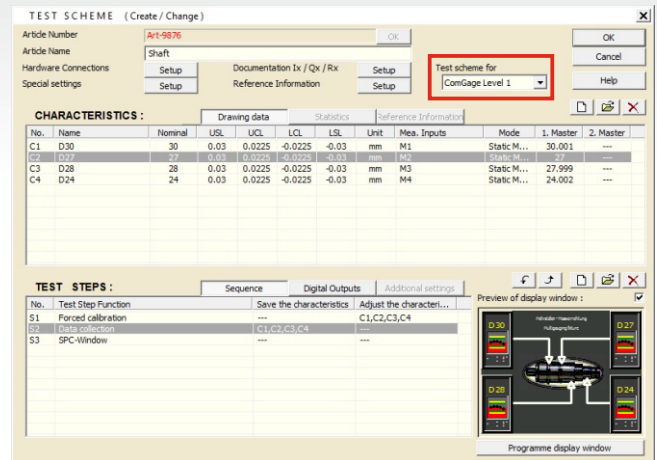 TEST SCHEME (Create / Change)
Article Number Art-9876 OK OK
Article Name Shaft Cancel
Hardware Connections Setup Documentation Ix / Qx / Rx Setup Test scheme for
Special settings Setup Reference Information Setup ComGage Level 1 Help
CHARACTERISTICS : Drawing data Statistics Reference Information
No. Name Nominal USL UCL LCL LSL Unit Mea. Inputs Mode 1. Master 2. Master
C1 D30 30 0.03 0.0225 -0.0225 -0.03 mm M1 Static M... 30.001 ---
C2 D27 27 0.03 0.0225 -0.0225 -0.03 mm M2 Static M... 27 ---
C3 D28 28 0.03 0.0225 -0.0225 -0.03 mm M3 Static M... 27.999 ---
C4 D24 24 0.03 0.0225 -0.0225 -0.03 mm M4 Static M... 24.002 ---
TEST STEPS : Sequence Digital Outputs Additional settings
No. Test Step Function Save the characteristics Adjust the characteri... Preview of display window :
S1 Forced calibration --- C1,C2,C3,C4
S2 Data collection C1,C2,C3,C4 ---
S3 SPC-Window --- ---
D 30 D 27
D 28 D 24
Programme display window